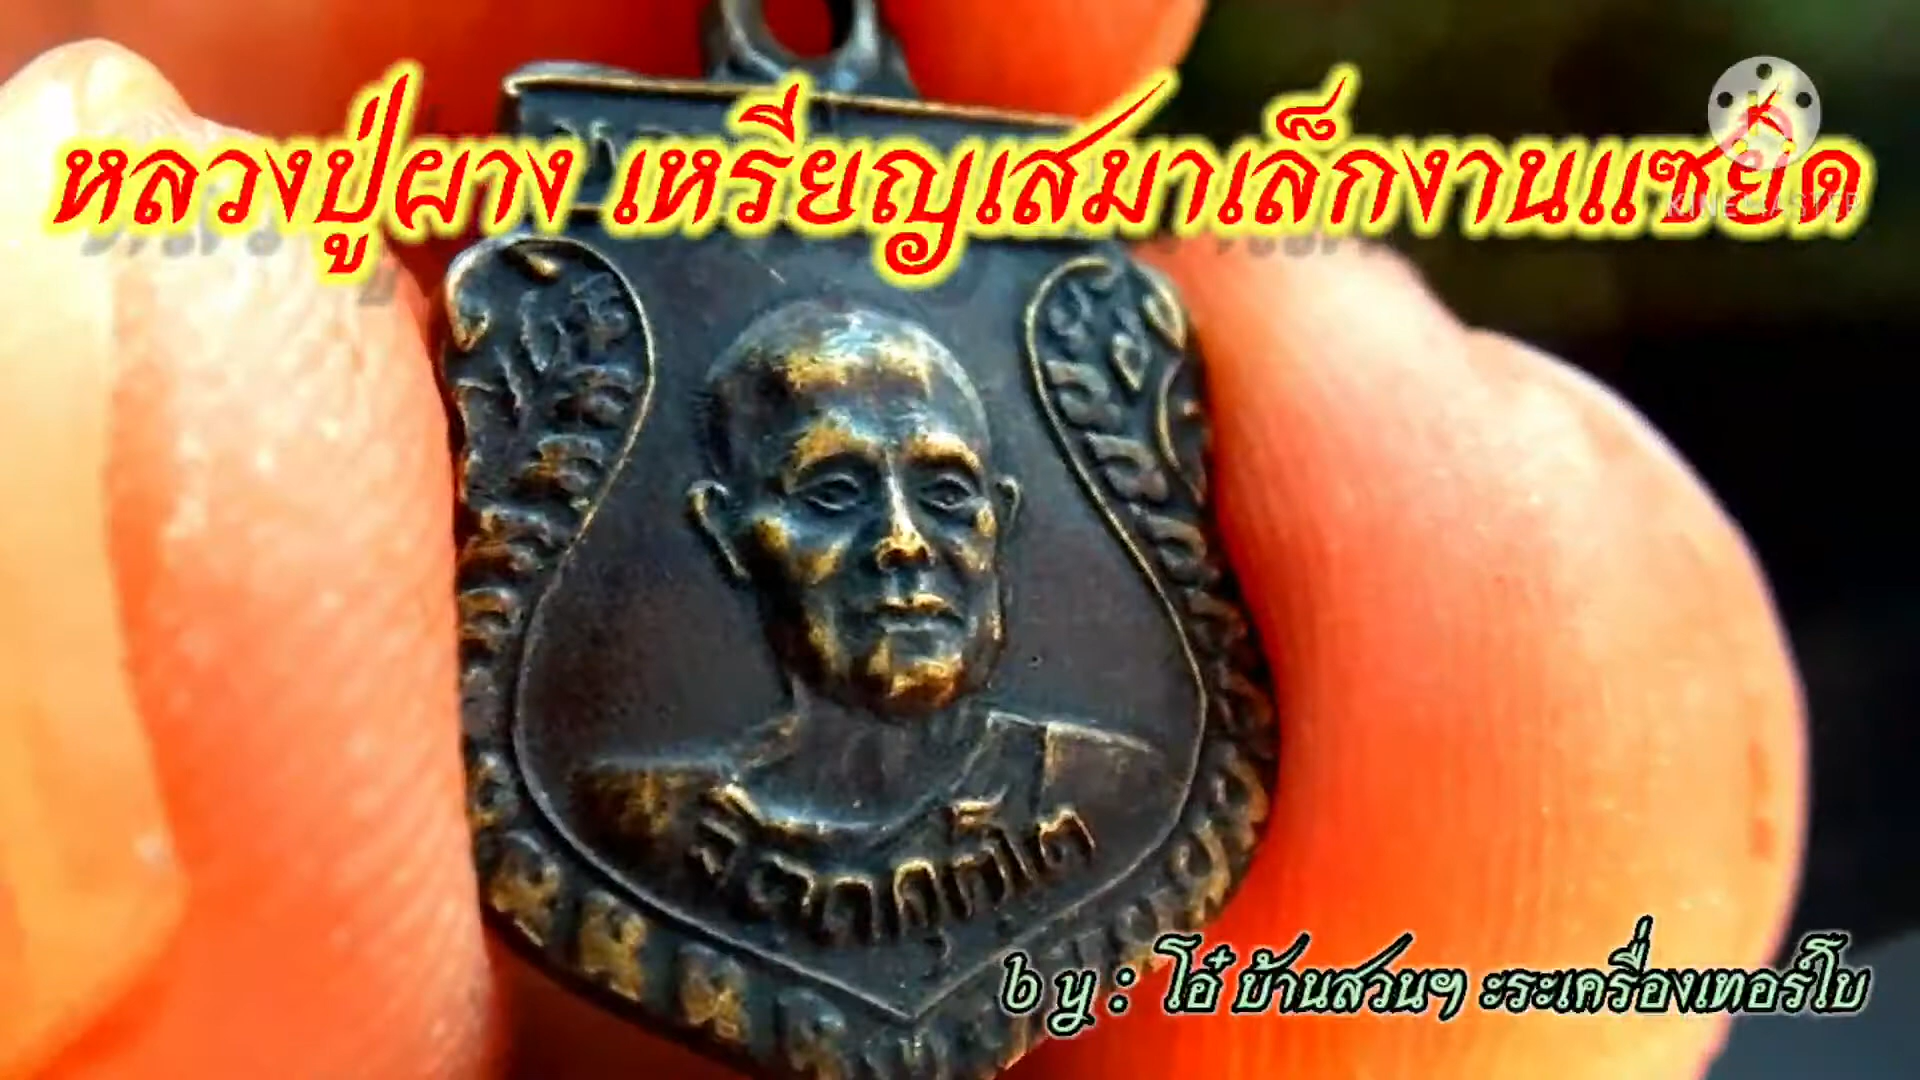 หลวงปู่ผาง เหรียญเสมาเล็กงานแซยิด
KINEMASTER
จิตฺตคุตฺโต
by : โอ๋ บ้านสวนฯ ะระเครื่องเทอร์โบ